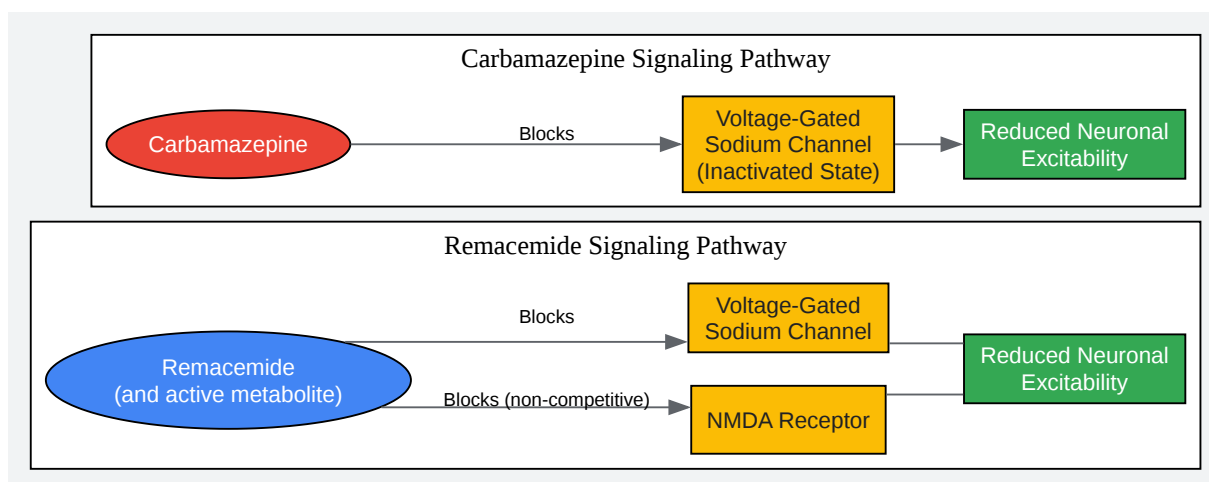 Carbamazepine Signaling Pathway
Carbamazepine
Blocks
Voltage-Gated
Sodium Channel
(Inactivated State)
Reduced Neuronal
Excitability
Remacemide Signaling Pathway
Remacemide
(and active metabolite)
Blocks
Blocks (non-competitive)
Voltage-Gated
Sodium Channel
NMDA Receptor
Reduced Neuronal
Excitability